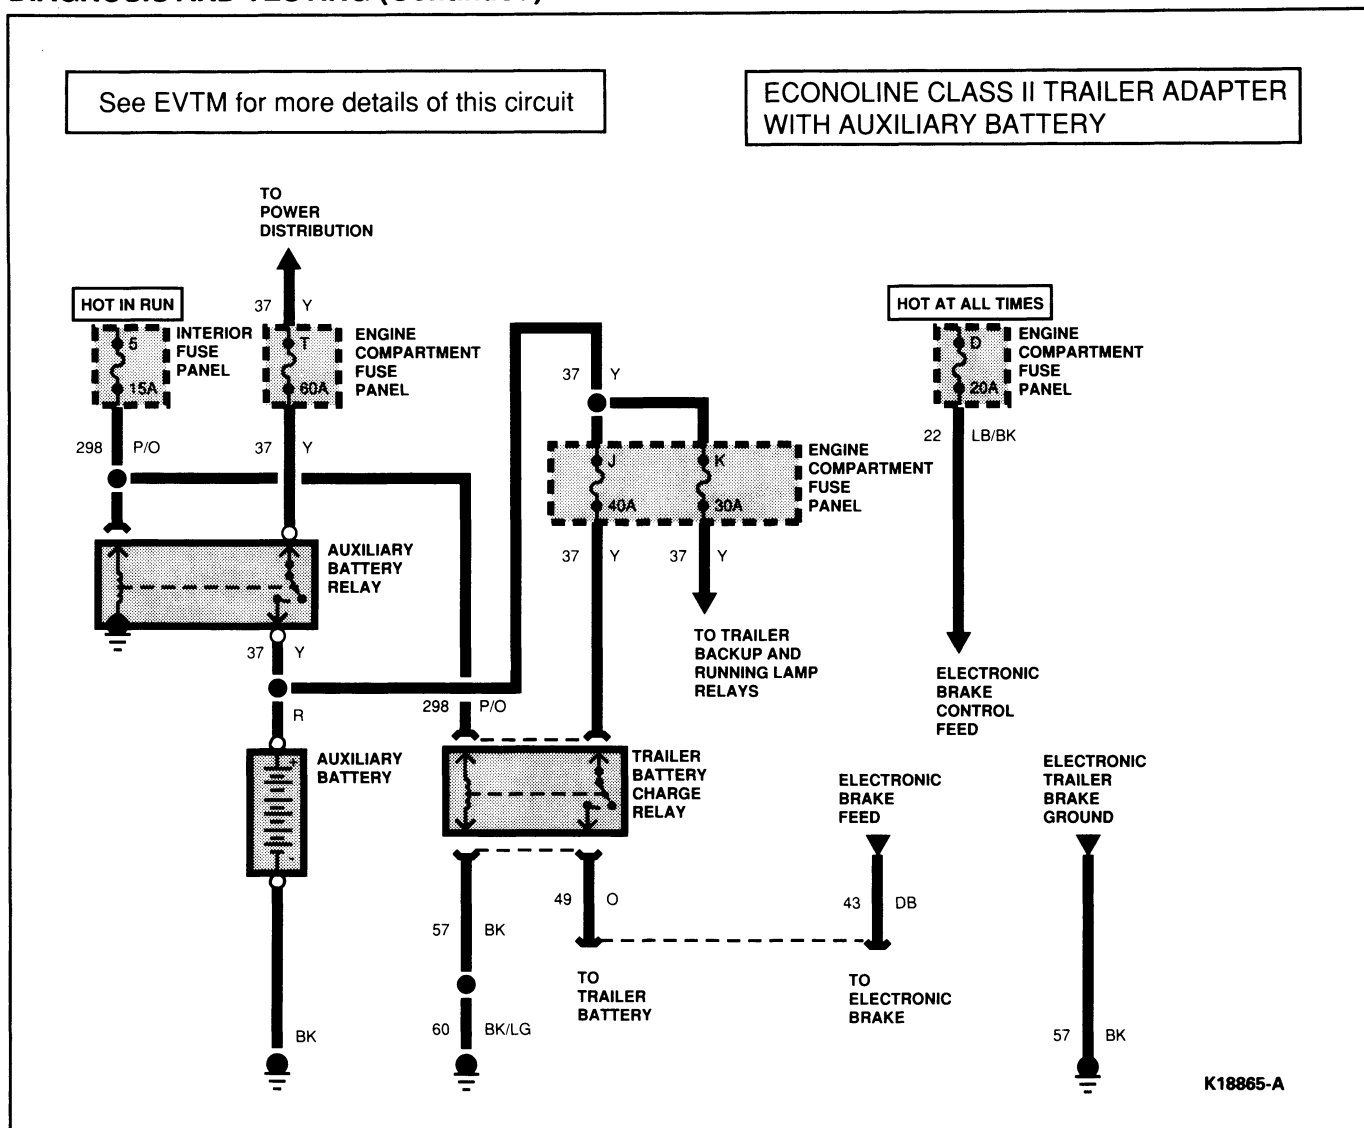 See EVTM for more details of this circuit
ECONOLINE CLASS II TRAILER ADAPTER
WITH AUXILIARY BATTERY
TO
POWER
DISTRIBUTION
HOT IN RUN
37 Y
HOT AT ALL TIMES
5
15A
INTERIOR
FUSE
PANEL
T
60A
ENGINE
COMPARTMENT
FUSE
PANEL
37 Y
D
20A
ENGINE
COMPARTMENT
FUSE
PANEL
298 P/O
37 Y
22 LB/BK
J
40A
K
30A
ENGINE
COMPARTMENT
FUSE
PANEL
AUXILIARY
BATTERY
RELAY
37 Y
37 Y
TO TRAILER
BACKUP AND
RUNNING LAMP
RELAYS
ELECTRONIC
BRAKE
CONTROL
FEED
37 Y
R
298 P/O
AUXILIARY
BATTERY
+
-
TRAILER
BATTERY
CHARGE
RELAY
ELECTRONIC
BRAKE
FEED
ELECTRONIC
TRAILER
BRAKE
GROUND
49 O
43 DB
57 BK
TO
TRAILER
BATTERY
TO
ELECTRONIC
BRAKE
BK
60 BK/LG
57 BK
K18865-A